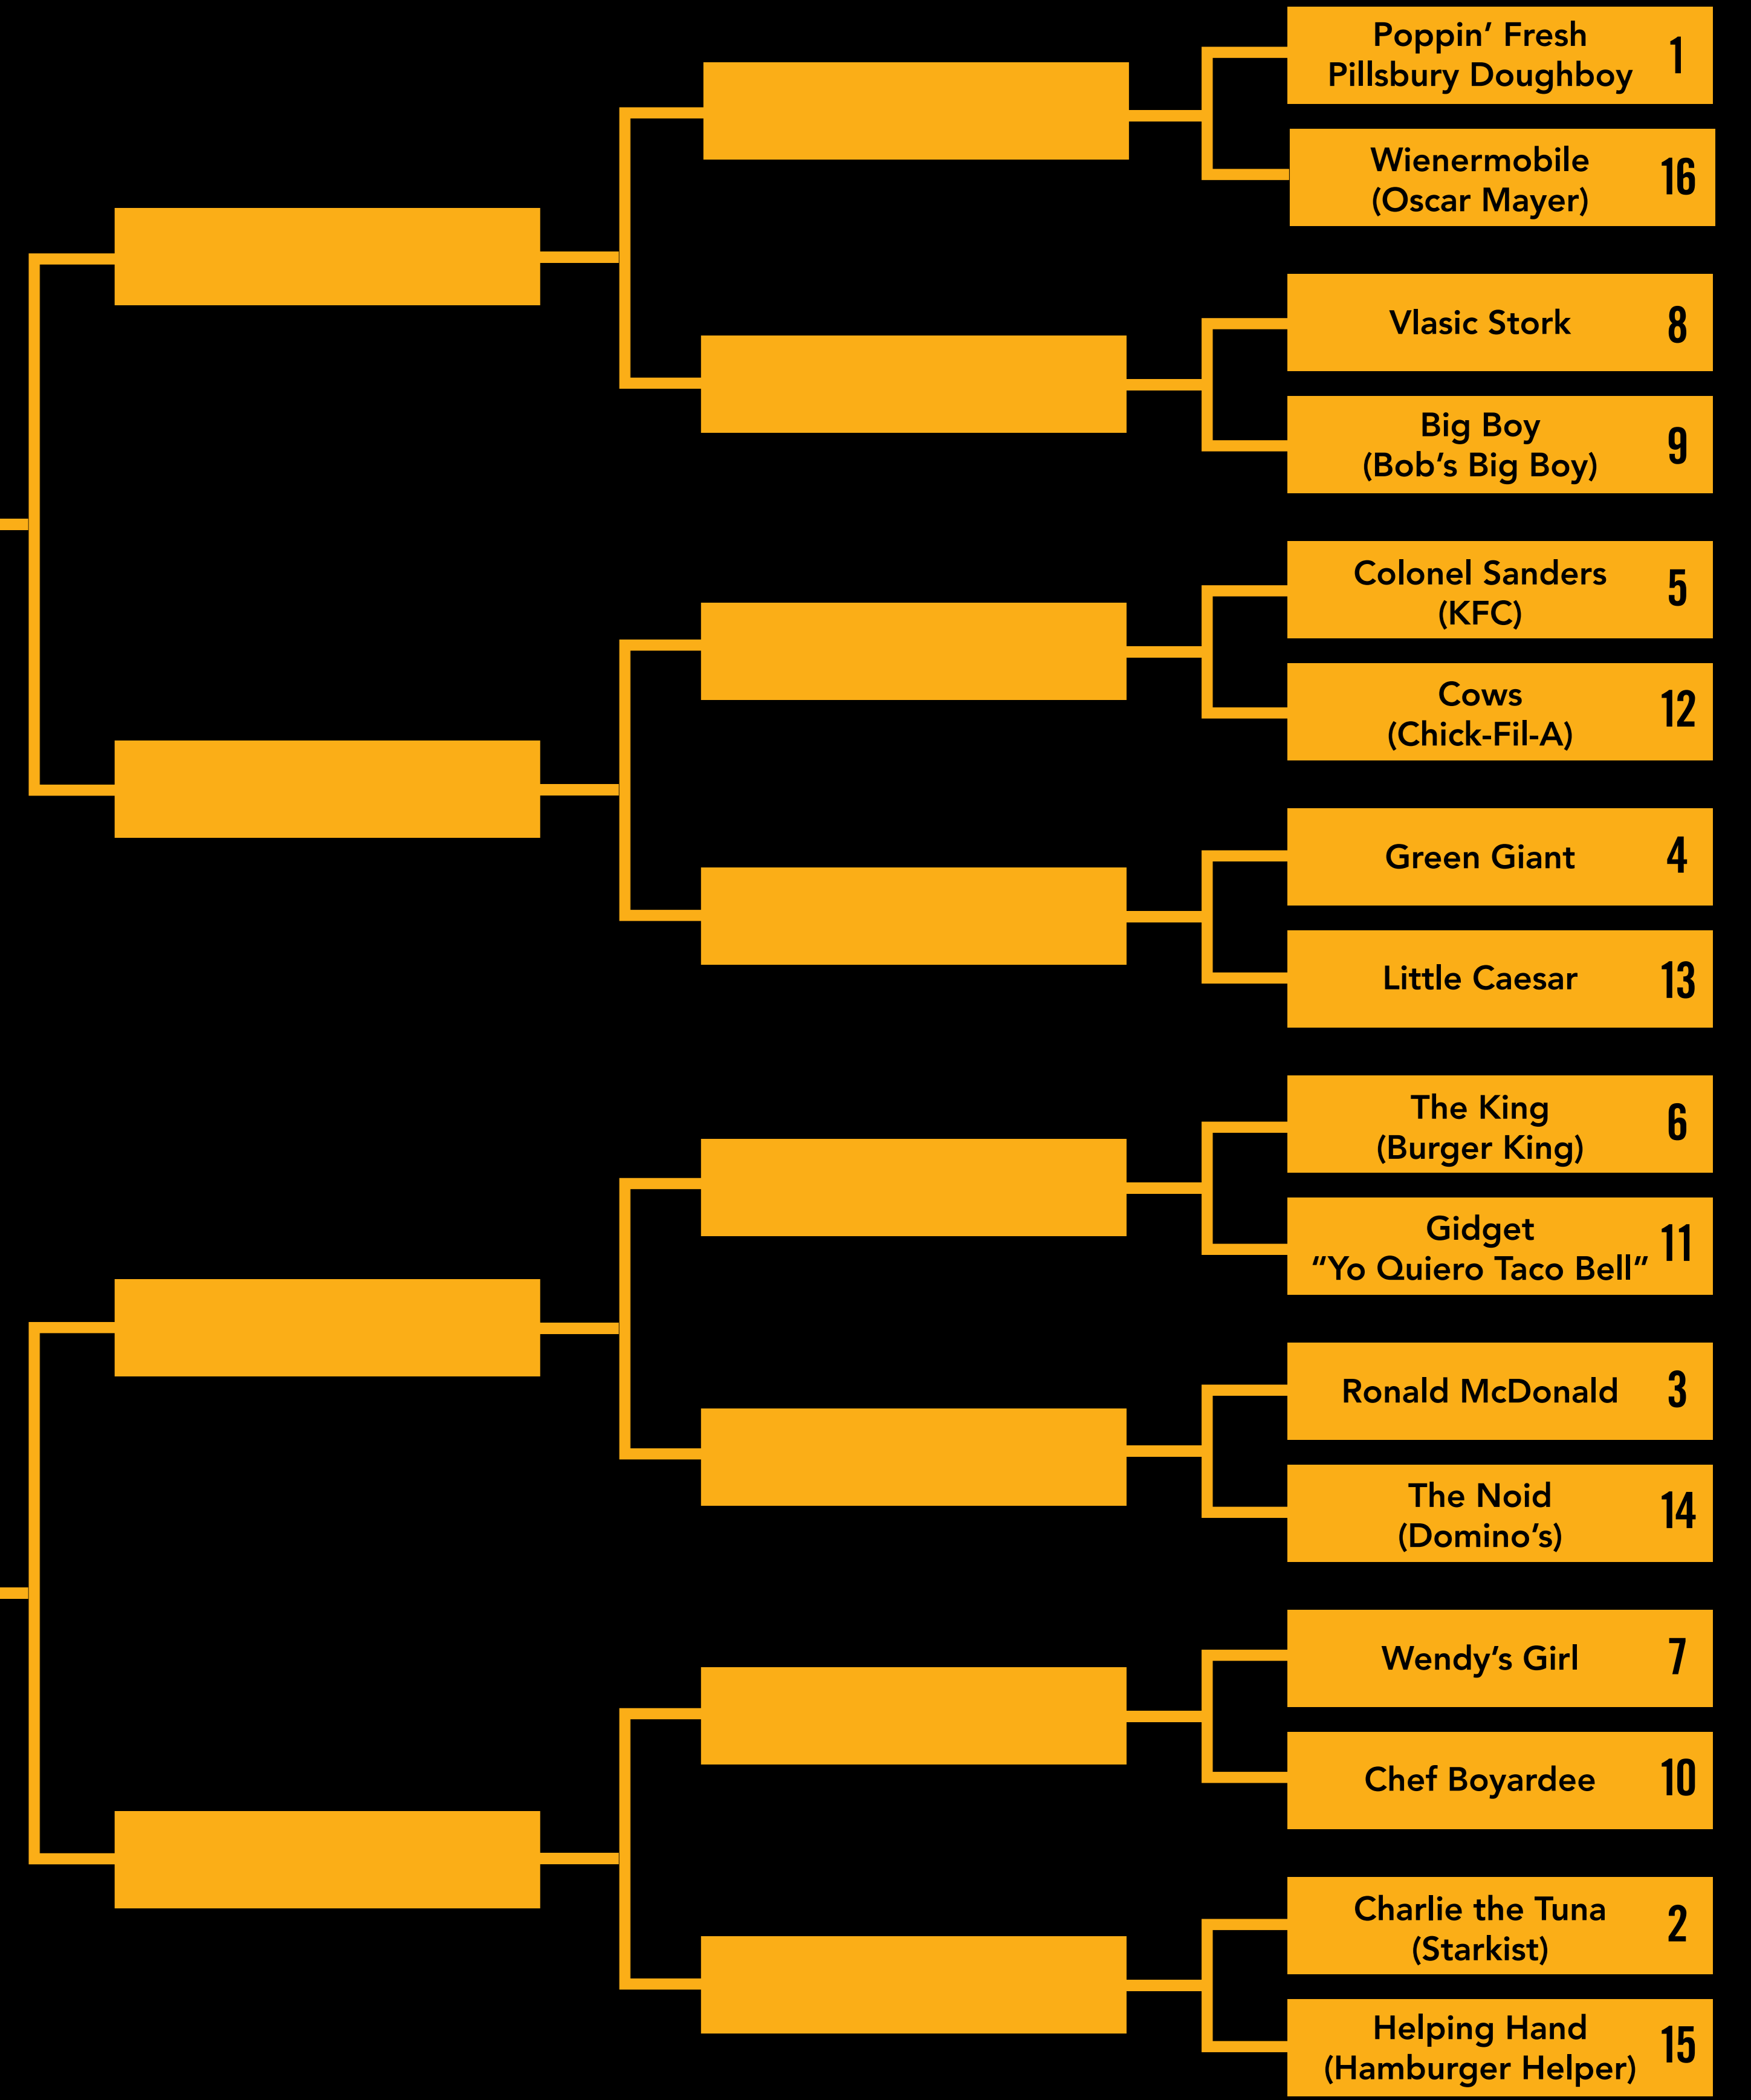 Poppin’ Fresh
Pillsbury Doughboy
1
Wienermobile
(Oscar Mayer)
16
Vlasic Stork
8
Big Boy
(Bob’s Big Boy)
9
Colonel Sanders
(KFC)
5
Cows
(Chick-Fil-A)
12
Green Giant
4
Little Caesar
13
The King
(Burger King)
6
Gidget
“Yo Quiero Taco Bell”
11
Ronald McDonald
3
The Noid
(Domino’s)
14
Wendy’s Girl
7
Chef Boyardee
10
Charlie the Tuna
(Starkist)
2
Helping Hand
(Hamburger Helper)
15